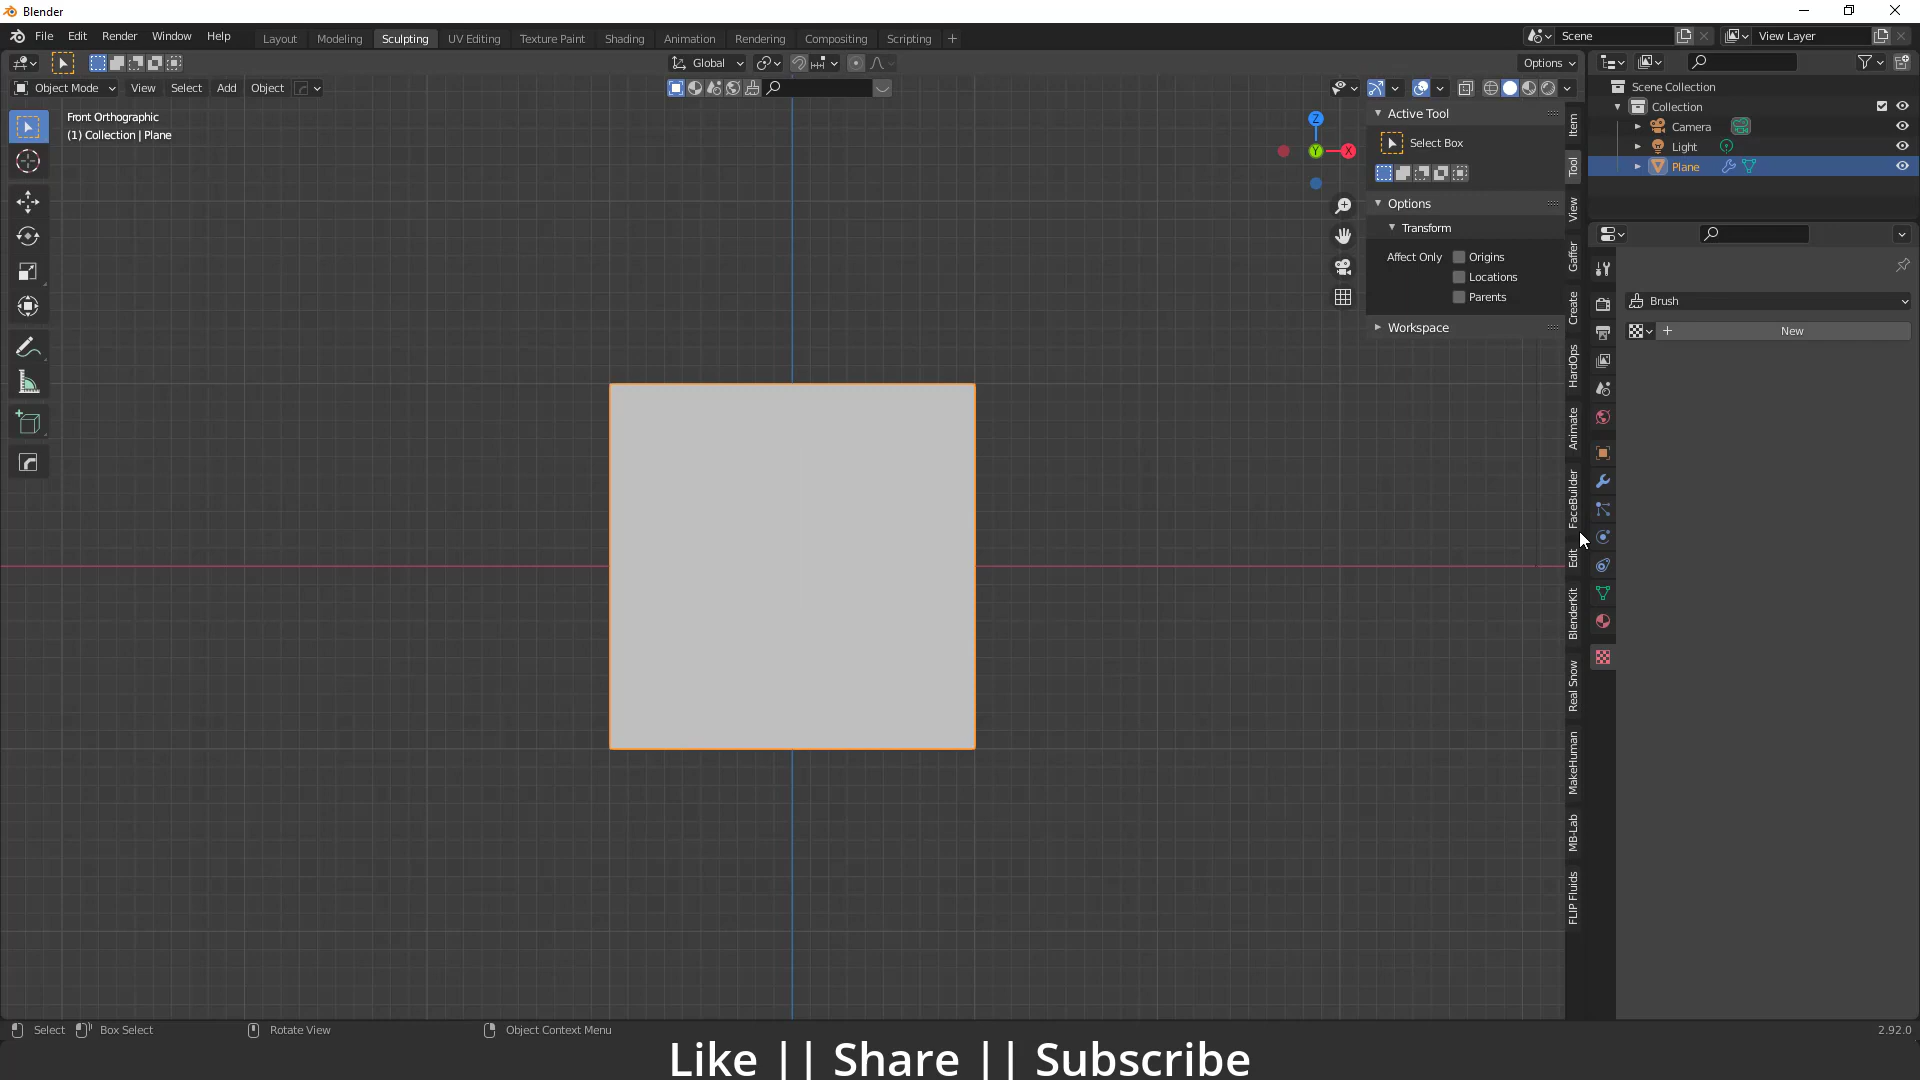 Blender
File Edit Render Window Help
Layout Modeling Sculpting UV Editing Texture Paint Shading Animation Rendering Compositing Scripting
Scene
View Layer
Global
Options
Object Mode View Select Add Object
Front Orthographic
(1) Collection | Plane
Z
Y
X
Active Tool
Select Box
Options
Transform
Affect Only Origins
Locations
Parents
Workspace
Item
Tool
View
Gaffer
Create
HardOps
Animate
FaceBuilder
Edit
BlenderKit
Real Snow
MakeHuman
MB-Lab
FLIP Fluids
Scene Collection
Collection
Camera
Light
Plane
Brush
New
Select Box Select Rotate View Object Context Menu
2.92.0
Like || Share || Subscribe